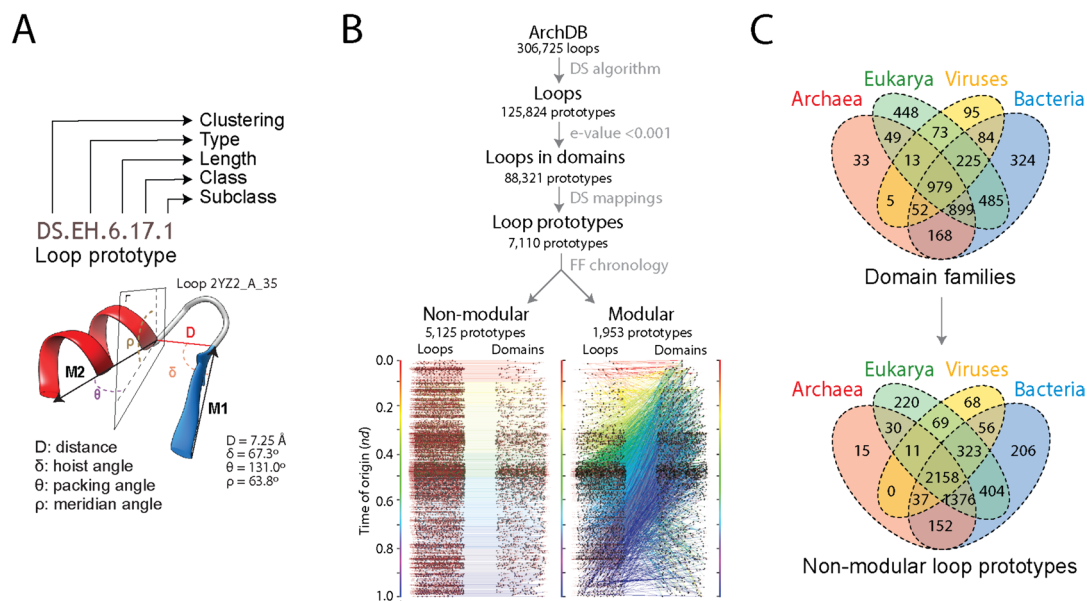 A
Clustering
Type
Length
Class
Subclass
DS.EH.6.17.1
Loop prototype
Loop 2YZ2_A_35
D
ρ
δ
M2
θ
M1
D: distance
δ: hoist angle
θ: packing angle
ρ: meridian angle
D = 7.25 Å
δ = 67.3º
θ = 131.0º
ρ = 63.8º
B
ArchDB
306,725 loops
DS algorithm
Loops
125,824 prototypes
e-value <0.001
Loops in domains
88,321 prototypes
DS mappings
Loop prototypes
7,110 prototypes
FF chronology
Non-modular
5,125 prototypes
Loops Domains
Modular
1,953 prototypes
Loops Domains
Time of origin (nd)
0.0
0.2
0.4
0.6
0.8
1.0
C
Archaea
Eukarya
Viruses
Bacteria
448
95
49
73
84
33
13
225
324
979
5
52
899
485
168
Domain families
Archaea
Eukarya
Viruses
Bacteria
220
68
30
69
56
15
11
323
206
2158
0
37
1376
404
152
Non-modular loop prototypes